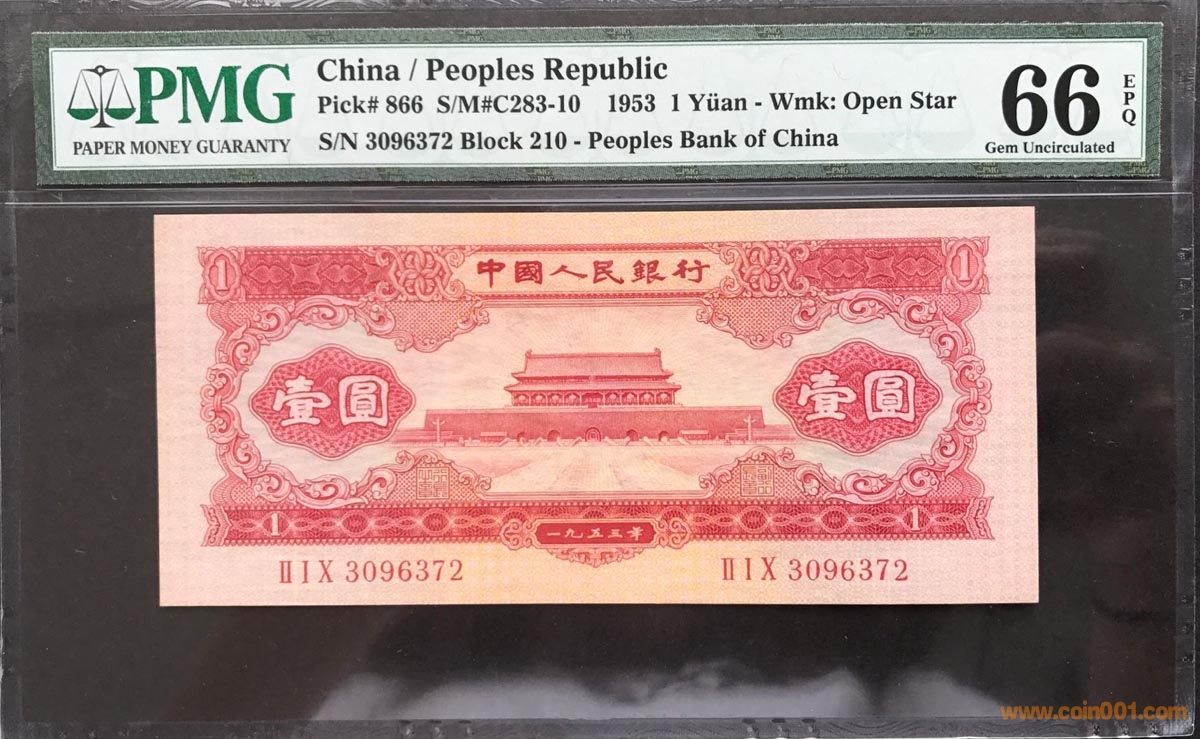 PMG
PAPER MONEY GUARANTY
China / Peoples Republic
Pick# 866 S/M#C283-10 1953 1 Yüan - Wmk: Open Star
S/N 3096372 Block 210 - Peoples Bank of China
66
EPQ
Gem Uncirculated
1 中國人民銀行 1
壹圓 壹圓
1 一九五三年 1
II I X 3096372 II I X 3096372
www.coin001.com